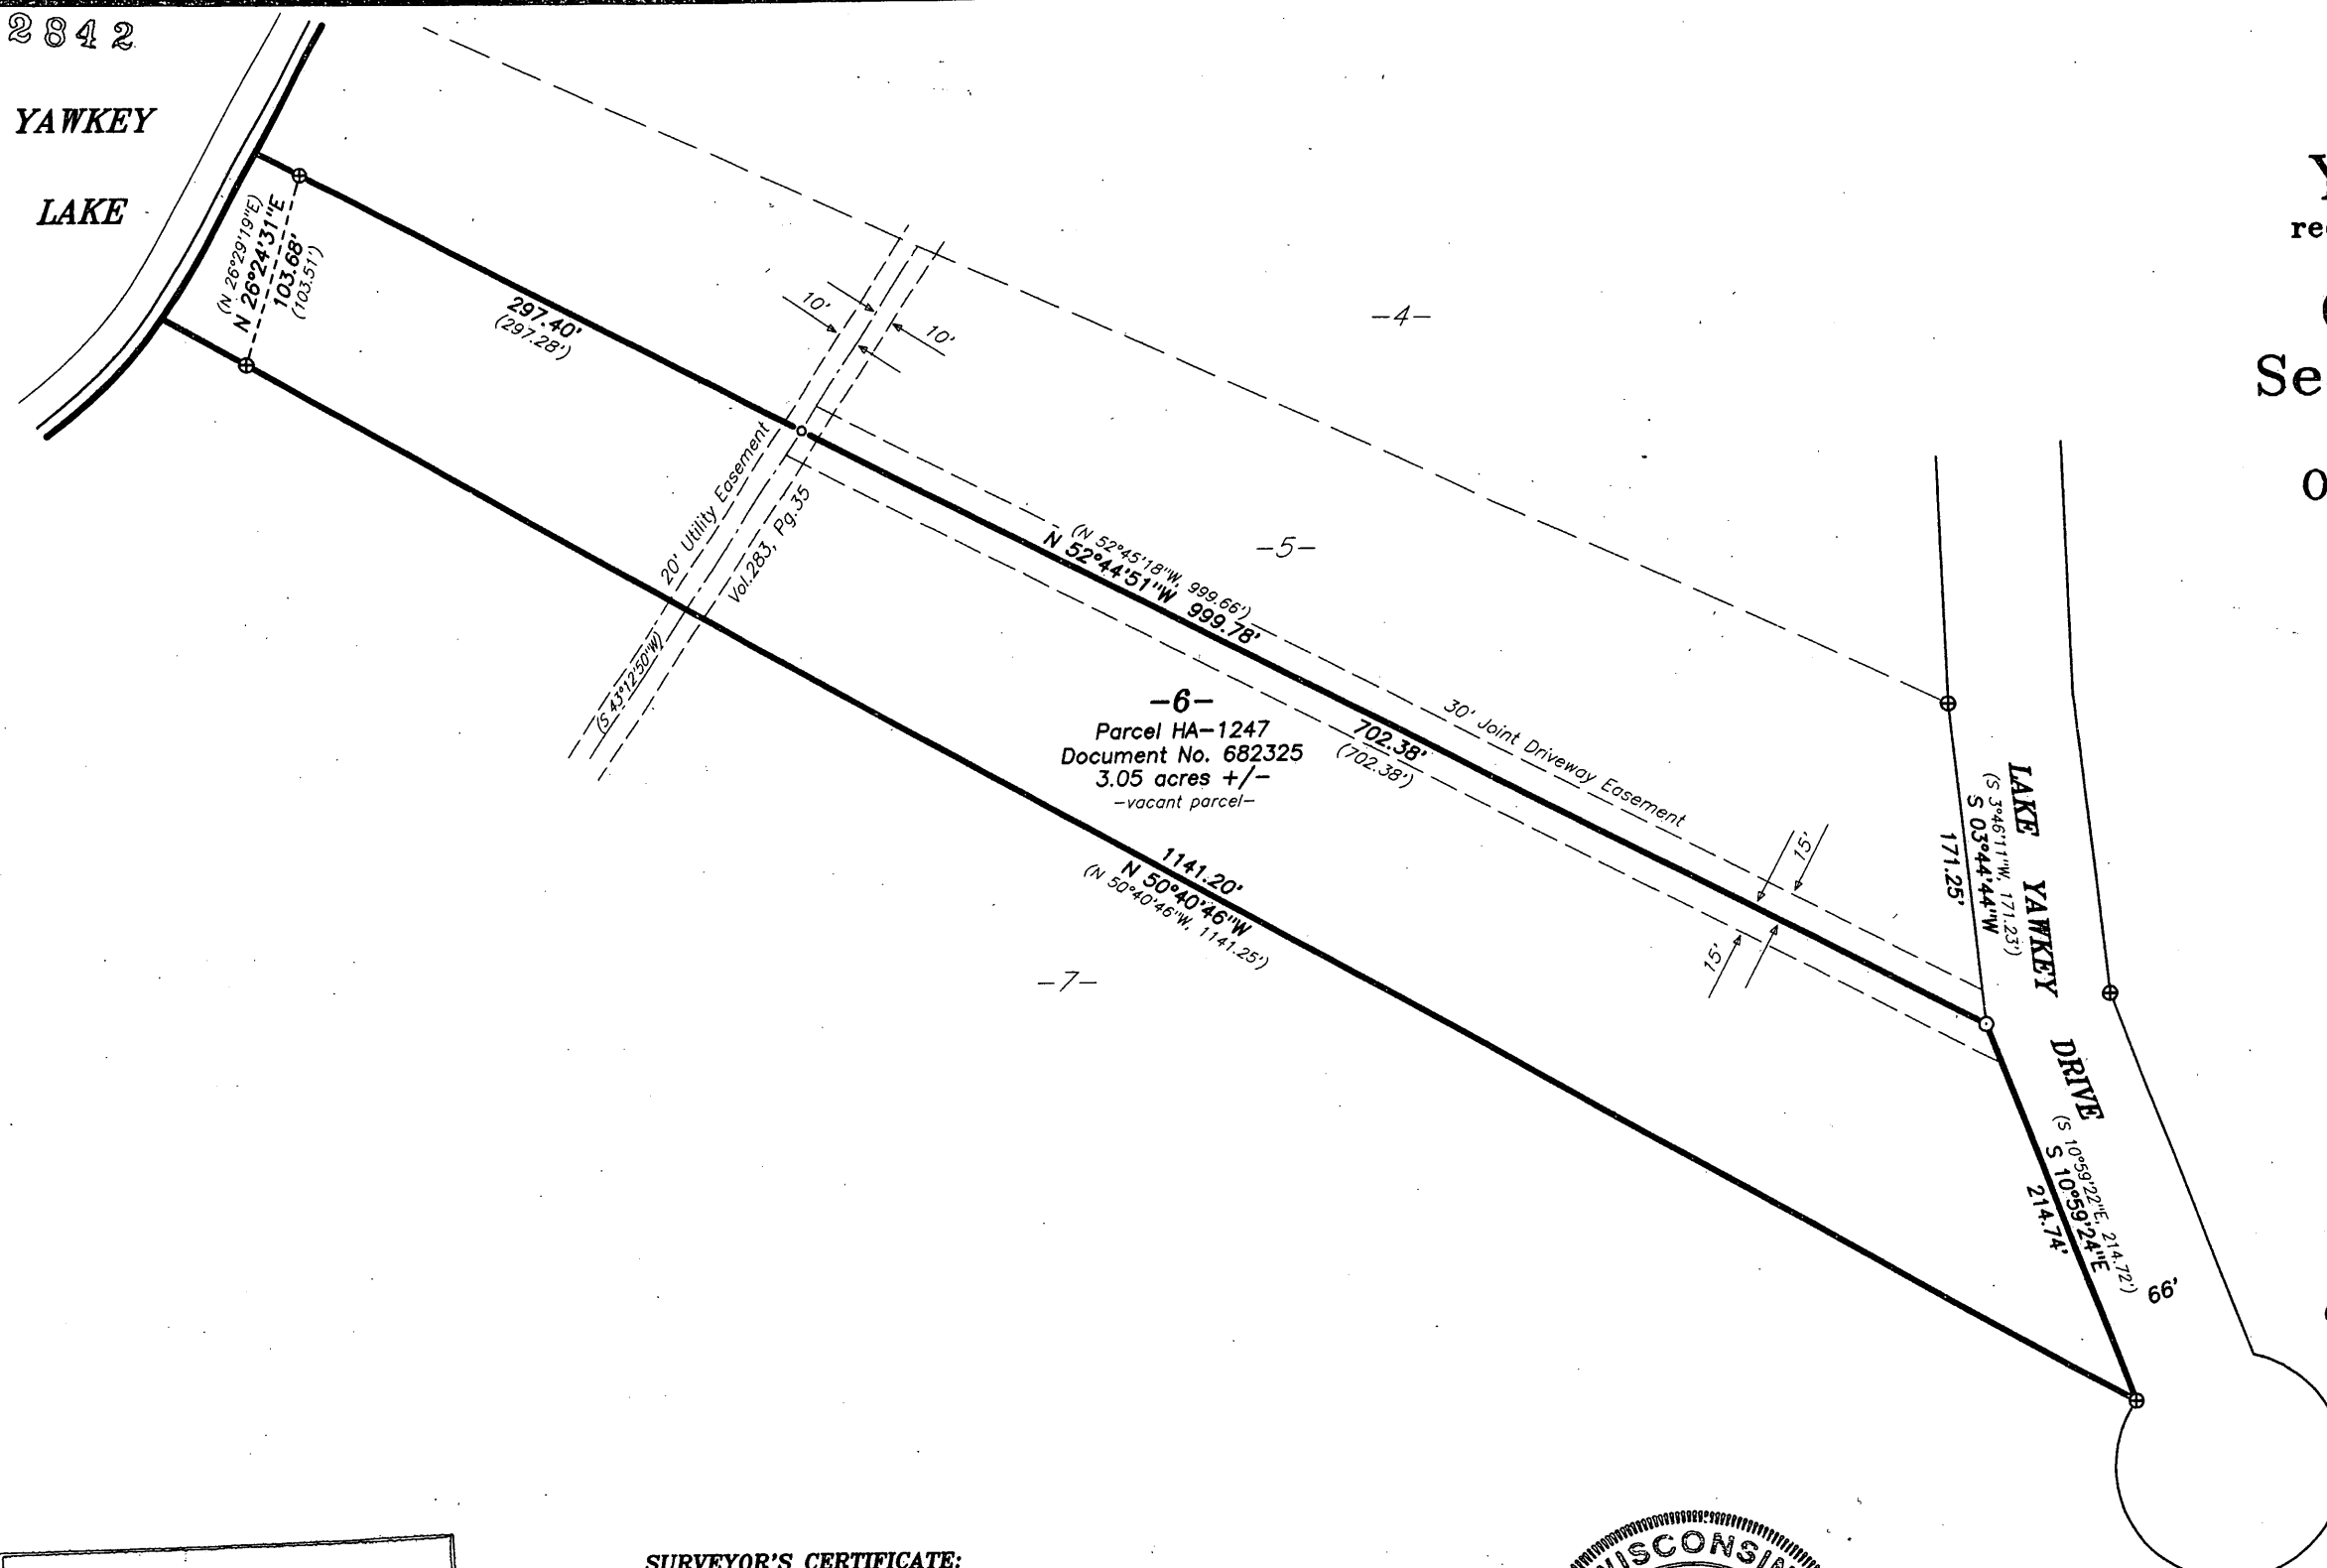 2842
YAWKEY
LAKE
(N 26°29'19"E)
N 26°24'31"E
103.68'
(103.51')
297.40'
(297.28')
10'
10'
-4-
20' Utility Easement
Vol.283, Pg.35
(S 43°12'50"W)
(N 52°45'18"W, 999.66')
N 52°44'51"W 999.78'
-5-
-6-
Parcel HA-1247
Document No. 682325
3.05 acres +/-
-vacant parcel-
702.38'
(702.38')
30' Joint Driveway Easement
15'
15'
1141.20'
N 50°40'46"W
(N 50°40'46"W, 1141.25')
-7-
LAKE YAWKEY DRIVE
(S 3°46'11"W, 171.23')
S 03°44'44"W
171.25'
(S 10°59'22"E, 214.72')
S 10°59'24"E
214.74'
66'
Se
SURVEYOR'S CERTIFICATE:
WISCONSIN